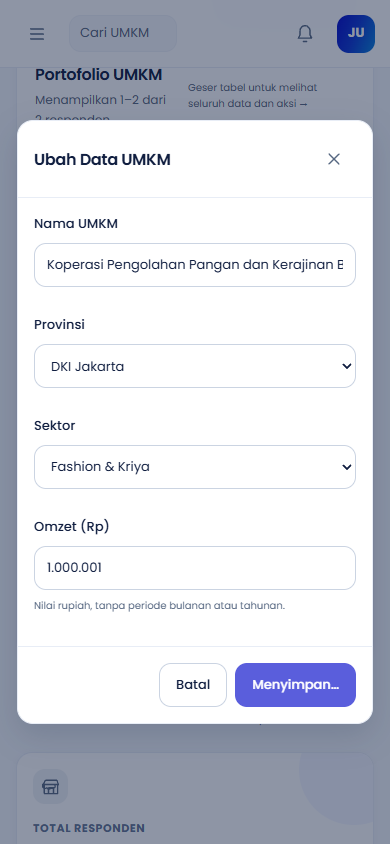 Cari UMKM
JU
Portofolio UMKM
Menampilkan 1–2 dari
2 responden
Geser tabel untuk melihat
seluruh data dan aksi →
Ubah Data UMKM
Nama UMKM
Koperasi Pengolahan Pangan dan Kerajinan B
Provinsi
DKI Jakarta
Sektor
Fashion & Kriya
Omzet (Rp)
1.000.001
Nilai rupiah, tanpa periode bulanan atau tahunan.
Batal
Menyimpan...
TOTAL RESPONDEN